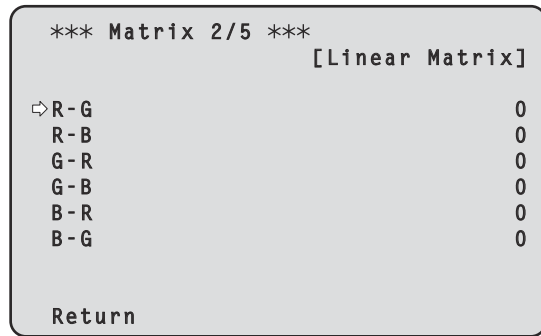 *** Matrix 2/5 ***
[Linear Matrix]
⇨R-G 0
R-B 0
G-R 0
G-B 0
B-R 0
B-G 0
Return